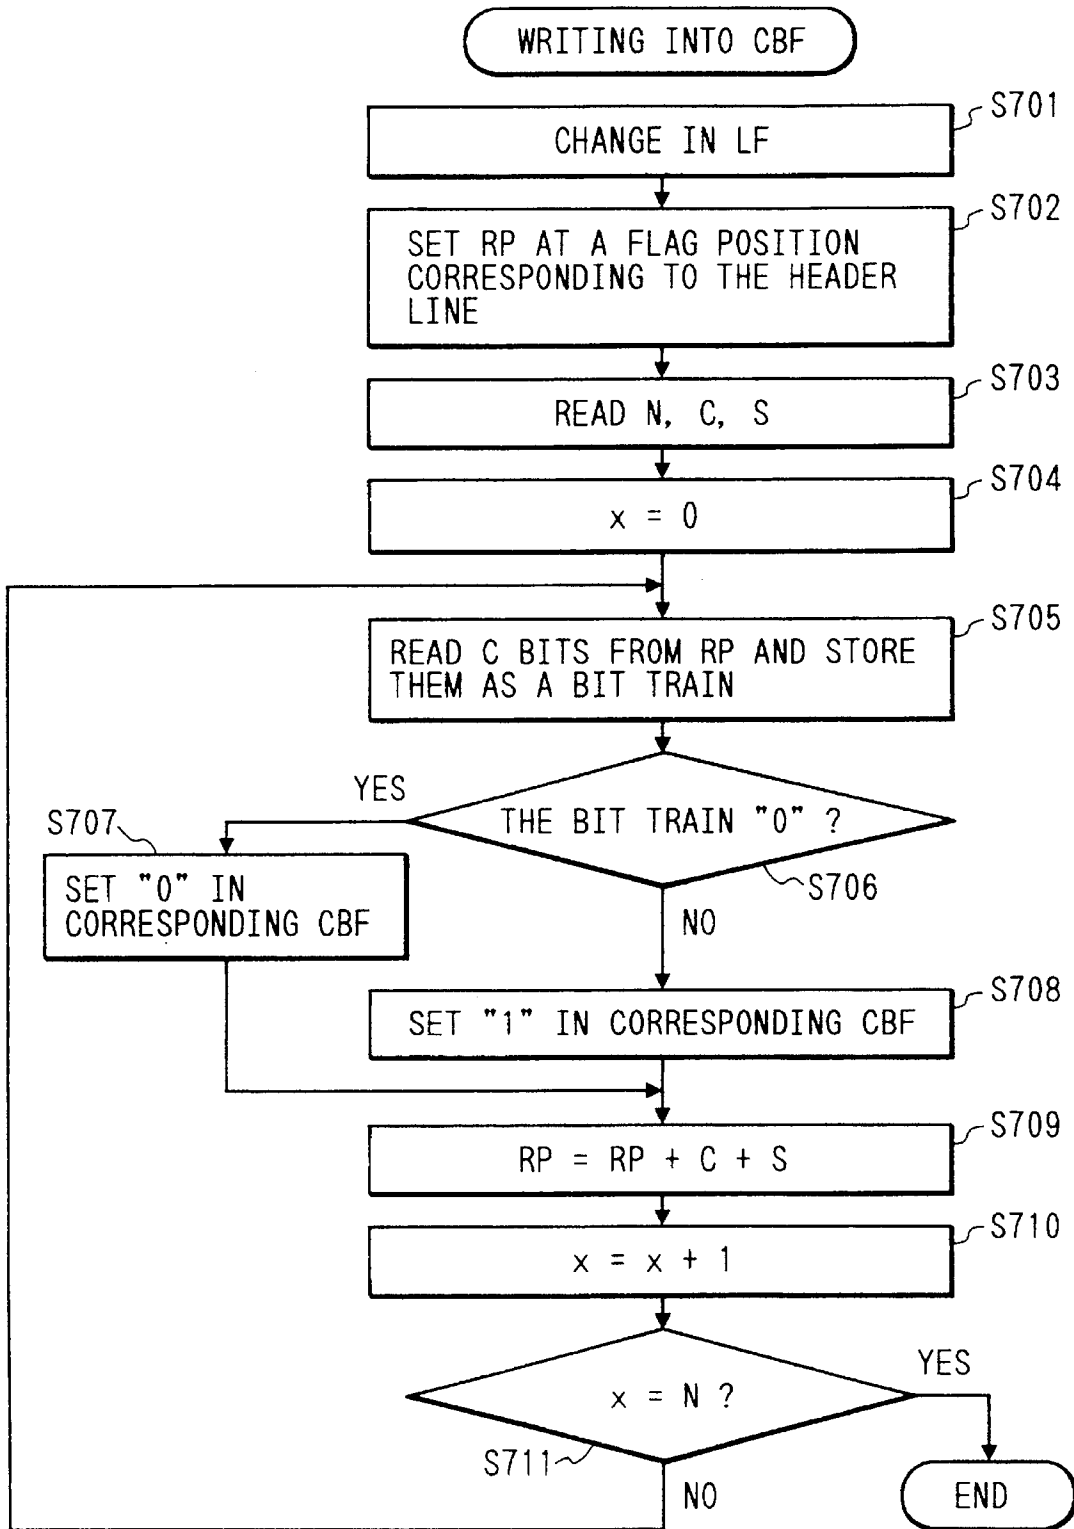 WRITING INTO CBF
S701
CHANGE IN LF
S702
SET RP AT A FLAG POSITION
CORRESPONDING TO THE HEADER
LINE
S703
READ N, C, S
S704
x = 0
S705
READ C BITS FROM RP AND STORE
THEM AS A BIT TRAIN
YES
THE BIT TRAIN "0" ?
S706
S707
SET "0" IN
CORRESPONDING CBF
NO
S708
SET "1" IN CORRESPONDING CBF
S709
RP = RP + C + S
S710
x = x + 1
YES
x = N ?
S711
NO
END